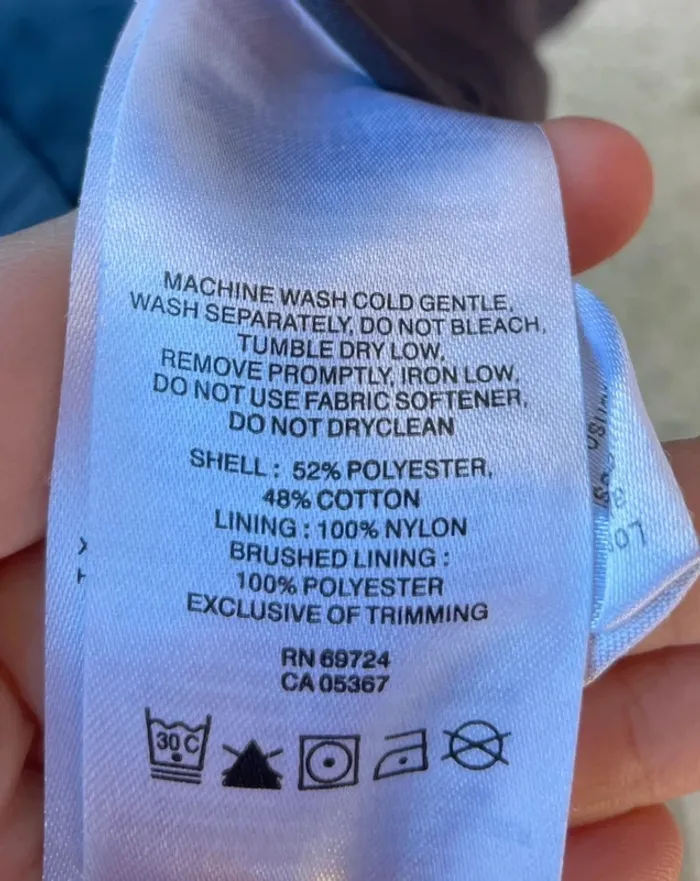 MACHINE WASH COLD GENTLE,
WASH SEPARATELY, DO NOT BLEACH,
TUMBLE DRY LOW,
REMOVE PROMPTLY, IRON LOW,
DO NOT USE FABRIC SOFTENER,
DO NOT DRYCLEAN
SHELL : 52% POLYESTER,
48% COTTON
LINING : 100% NYLON
BRUSHED LINING :
100% POLYESTER
EXCLUSIVE OF TRIMMING
RN 69724
CA 05367
30 C